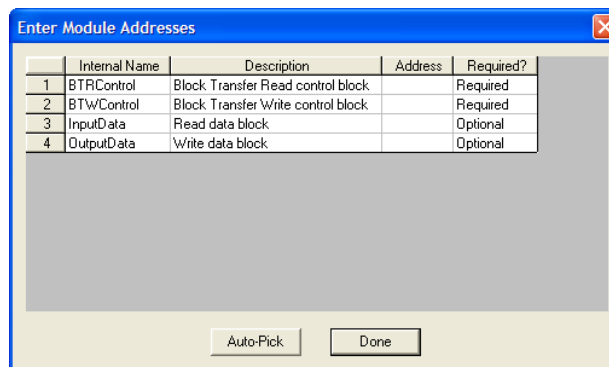 Enter Module Addresses
Internal Name Description Address Required?
1 BTRControl Block Transfer Read control block Required
2 BTWControl Block Transfer Write control block Required
3 InputData Read data block Optional
4 OutputData Write data block Optional
Auto-Pick Done